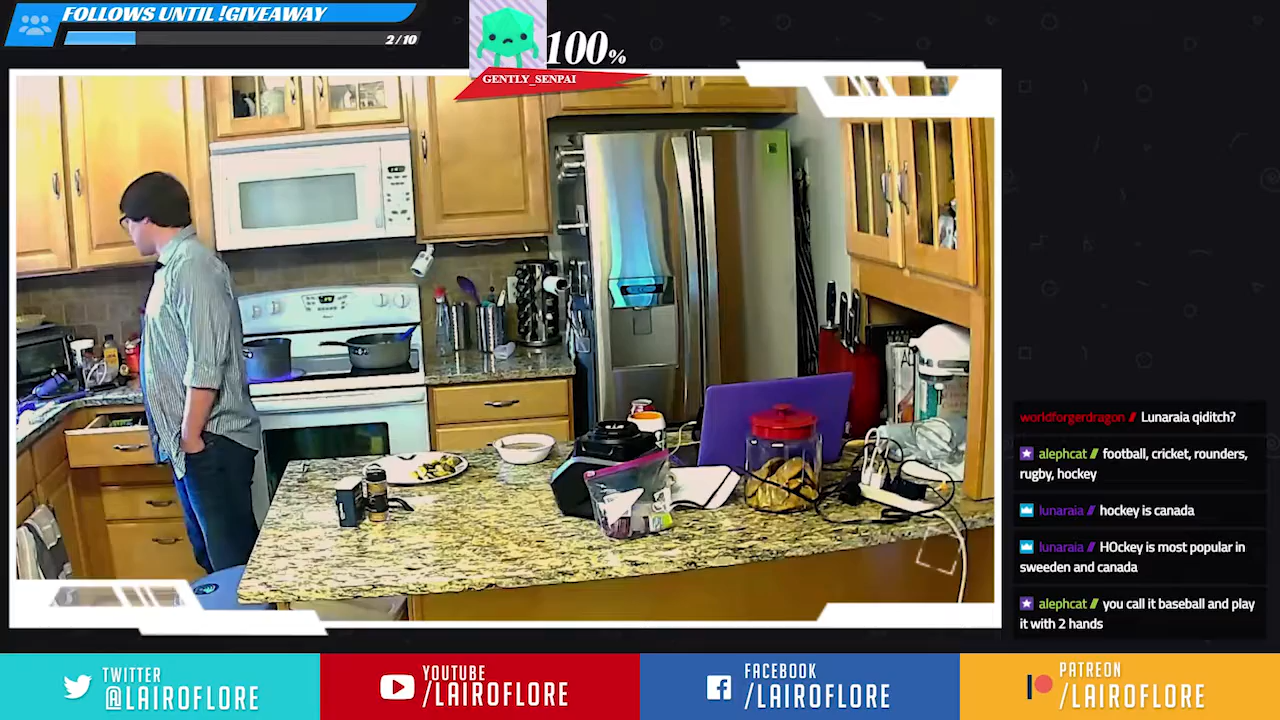 FOLLOWS UNTIL !GIVEAWAY
2/10
100%
GENTLY_SENPAI
worldforgerdragon // Lunaraia qiditch?
alephcat // football, cricket, rounders,
rugby, hockey
lunaraia // hockey is canada
lunaraia // HOckey is most popular in
sweeden and canada
alephcat // you call it baseball and play
it with 2 hands
TWITTER
@LAIROFLORE
YOUTUBE
/LAIROFLORE
FACEBOOK
/LAIROFLORE
PATREON
/LAIROFLORE